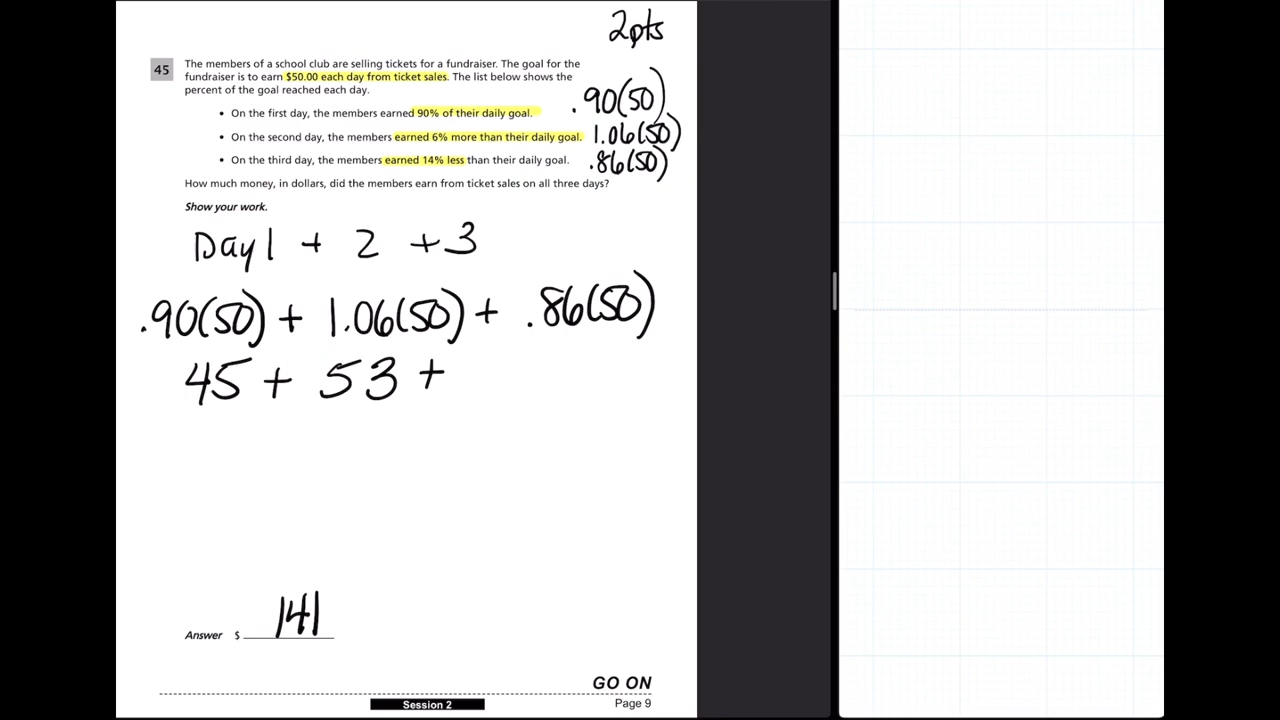 2pts
45
The members of a school club are selling tickets for a fundraiser. The goal for the
fundraiser is to earn $50.00 each day from ticket sales. The list below shows the
percent of the goal reached each day.
• On the first day, the members earned 90% of their daily goal. .90(50)
• On the second day, the members earned 6% more than their daily goal. 1.06(50)
• On the third day, the members earned 14% less than their daily goal. .86(50)
How much money, in dollars, did the members earn from ticket sales on all three days?
Show your work.
Day 1 + 2 + 3
.90(50) + 1.06(50) + .86(50)
45 + 53 +
Answer $ 141
GO ON
Session 2 Page 9